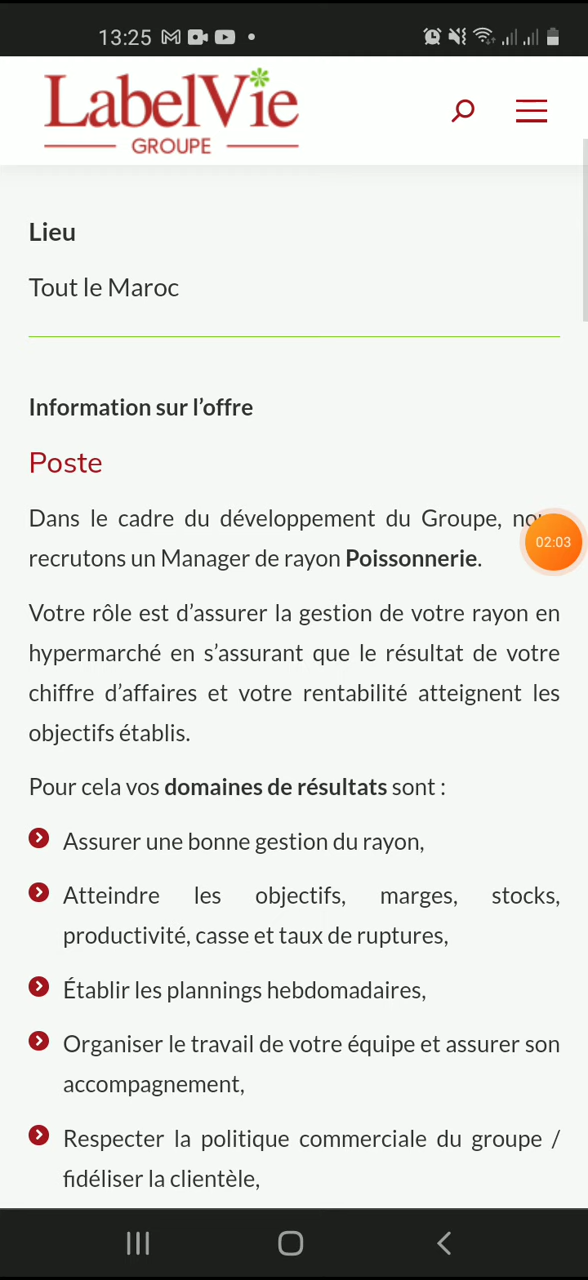 13:25
LabelVie
GROUPE
Lieu
Tout le Maroc
Information sur l'offre
Poste
Dans le cadre du développement du Groupe,
recrutons un Manager de rayon Poissonnerie.
02:03
Votre rôle est d'assurer la gestion de votre rayon en
hypermarché en s'assurant que le résultat de votre
chiffre d'affaires et votre rentabilité atteignent les
objectifs établis.
Pour cela vos domaines de résultats sont :
Assurer une bonne gestion du rayon,
Atteindre les objectifs, marges, stocks,
productivité, casse et taux de ruptures,
Établir les plannings hebdomadaires,
Organiser le travail de votre équipe et assurer son
accompagnement,
Respecter la politique commerciale du groupe /
fidéliser la clientèle,